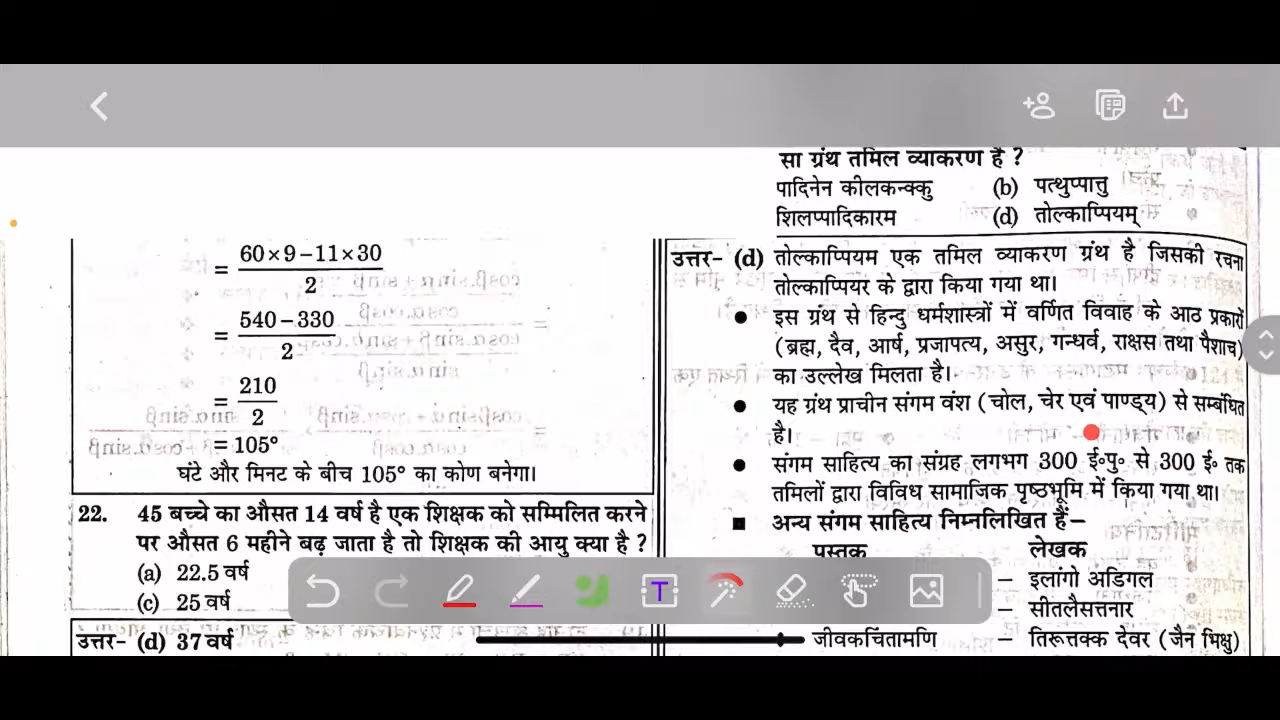 = 60×9−11×30 / 2
= 540−330 / 2
= 210 / 2
= 105°
घंटे और मिनट के बीच 105° का कोण बनेगा।
22. 45 बच्चे का औसत 14 वर्ष है एक शिक्षक को सम्मिलित करने
पर औसत 6 महीने बढ़ जाता है तो शिक्षक की आयु क्या है ?
(a) 22.5 वर्ष
(c) 25 वर्ष
उत्तर- (d) 37 वर्ष
सा ग्रंथ तमिल व्याकरण है ?
पादिनेन कीलकन्क्कु (b) पत्थुप्पात्तु
शिलप्पादिकारम (d) तोल्काप्पियम्
उत्तर- (d) तोल्काप्पियम एक तमिल व्याकरण ग्रंथ है जिसकी रचना
तोल्काप्पियर के द्वारा किया गया था।
● इस ग्रंथ से हिन्दु धर्मशास्त्रों में वर्णित विवाह के आठ प्रकारों
(ब्रह्म, दैव, आर्ष, प्रजापत्य, असुर, गन्धर्व, राक्षस तथा पैशाच)
का उल्लेख मिलता है।
● यह ग्रंथ प्राचीन संगम वंश (चोल, चेर एवं पाण्ड्य) से सम्बंधित
है।
● संगम साहित्य का संग्रह लगभग 300 ई॰पु॰ से 300 ई॰ तक
तमिलों द्वारा विविध सामाजिक पृष्ठभूमि में किया गया था।
■ अन्य संगम साहित्य निम्नलिखित हैं–
पुस्तक लेखक
– इलांगो अडिगल
– सीतलैसत्तनार
जीवकचिंतामणि – तिरूत्तक्क देवर (जैन भिक्षु)
T